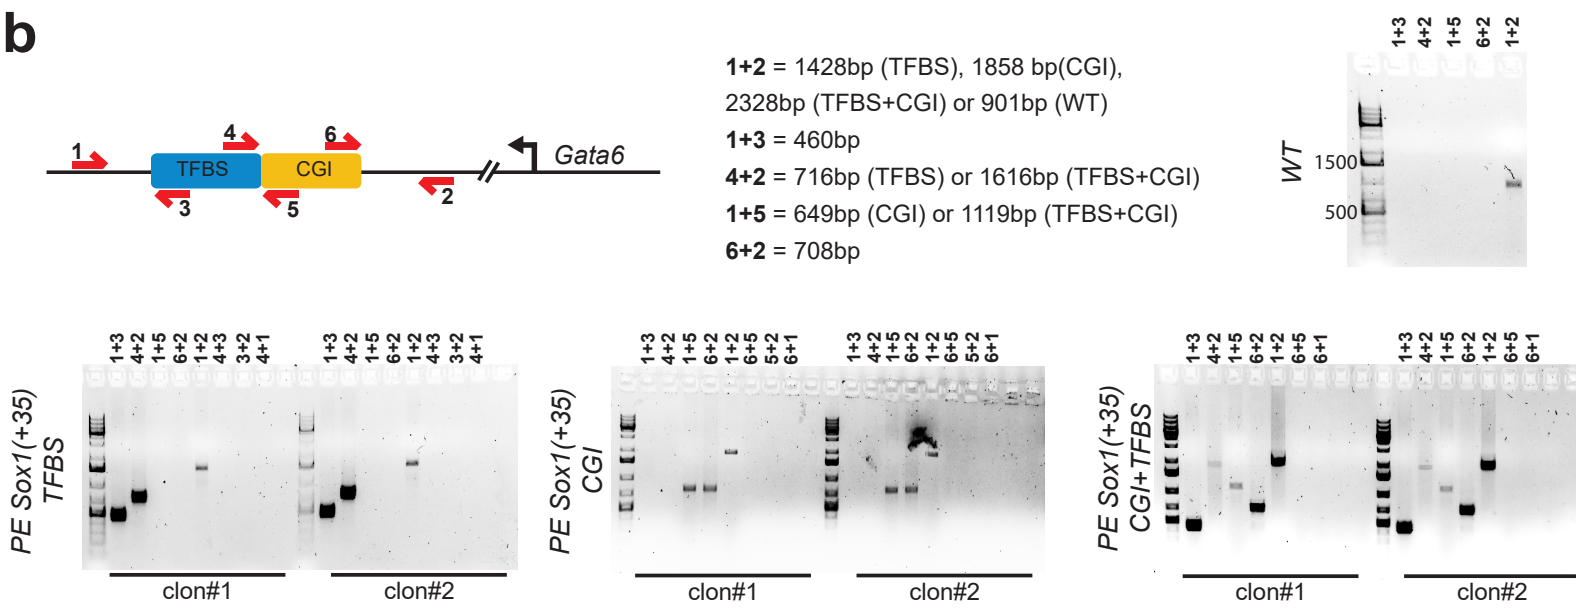 b
1+3 4+2 1+5 6+2 1+2
1+2 = 1428bp (TFBS), 1858 bp(CGI),
2328bp (TFBS+CGI) or 901bp (WT)
1+3 = 460bp
4+2 = 716bp (TFBS) or 1616bp (TFBS+CGI)
1+5 = 649bp (CGI) or 1119bp (TFBS+CGI)
6+2 = 708bp
1 4 6
TFBS CGI Gata6
3 5 2
WT
1500
500
1+3 4+2 1+5 6+2 1+2 4+3 3+2 4+1 1+3 4+2 1+5 6+2 1+2 4+3 3+2 4+1
PE Sox1(+35)
TFBS
clon#1 clon#2
1+3 4+2 1+5 6+2 1+2 6+5 5+2 6+1 1+3 4+2 1+5 6+2 1+2 6+5 5+2 6+1
PE Sox1(+35)
CGI
clon#1 clon#2
1+3 4+2 1+5 6+2 1+2 6+5 6+1 1+3 4+2 1+5 6+2 1+2 6+5 6+1
PE Sox1(+35)
CGI+TFBS
clon#1 clon#2